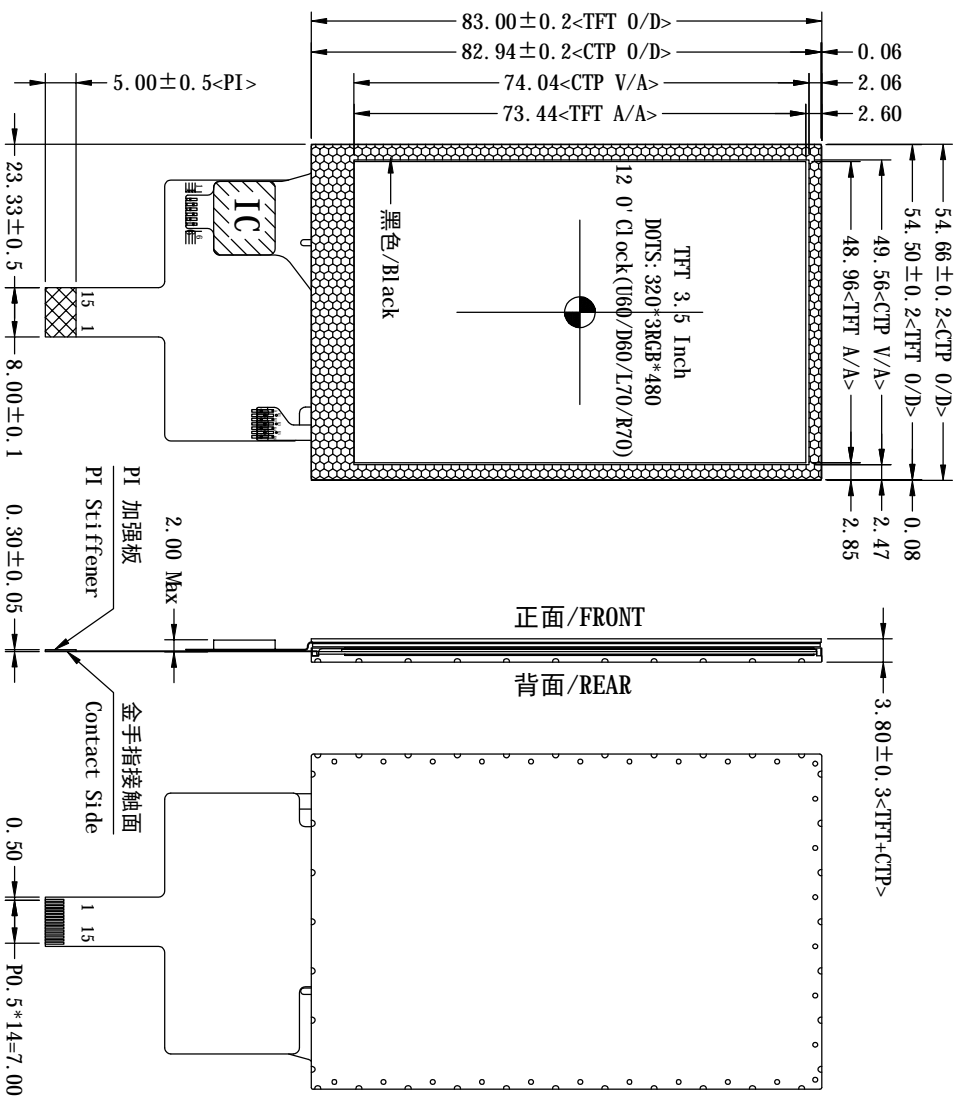 83.00±0.2<TFT O/D>
82.94±0.2<CTP O/D>
0.06
5.00±0.5<PI>
74.04<CTP V/A>
2.06
73.44<TFT A/A>
2.60
54.66±0.2<CTP O/D>
54.50±0.2<TFT O/D>
0.08
49.56<CTP V/A>
2.47
48.96<TFT A/A>
2.85
TFT 3.5 Inch
DOTS: 320*3RGB*480
12 O'Clock(U60/D60/L70/R70)
黑色/Black
IC
15 1
23.33±0.5
8.00±0.1
正面/FRONT
背面/REAR
3.80±0.3<TFT+CTP>
2.00 Max
PI 加强板
PI Stiffener
0.30±0.05
金手指接触面
Contact Side
1 15
0.50
P0.5*14=7.00